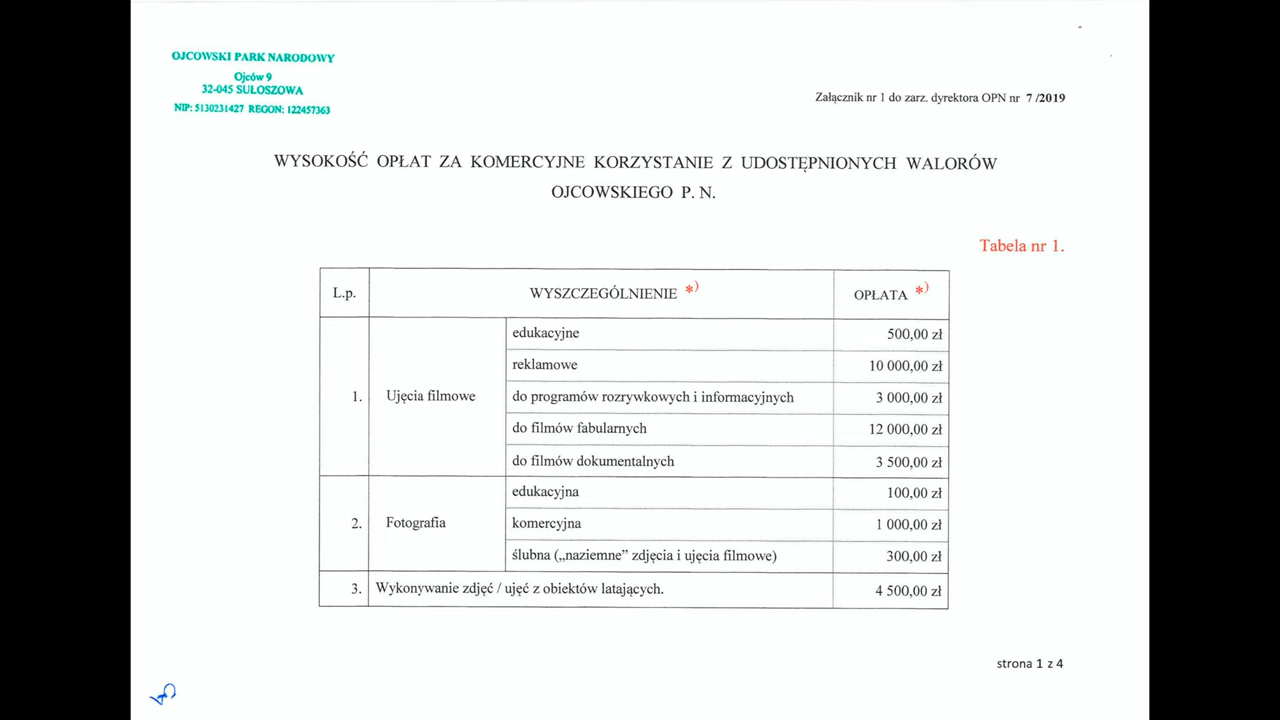 OJCOWSKI PARK NARODOWY
Ojców 9
32-045 SUŁOSZOWA
NIP: 5130231427 REGON: 122457363
Załącznik nr 1 do zarz. dyrektora OPN nr 7 /2019
WYSOKOŚĆ OPŁAT ZA KOMERCYJNE KORZYSTANIE Z UDOSTĘPNIONYCH WALORÓW
OJCOWSKIEGO P. N.
Tabela nr 1.
L.p. WYSZCZEGÓLNIENIE *) OPŁATA *)
1. Ujęcia filmowe
edukacyjne 500,00 zł
reklamowe 10 000,00 zł
do programów rozrywkowych i informacyjnych 3 000,00 zł
do filmów fabularnych 12 000,00 zł
do filmów dokumentalnych 3 500,00 zł
2. Fotografia
edukacyjna 100,00 zł
komercyjna 1 000,00 zł
ślubna („naziemne” zdjęcia i ujęcia filmowe) 300,00 zł
3. Wykonywanie zdjęć / ujęć z obiektów latających. 4 500,00 zł
strona 1 z 4